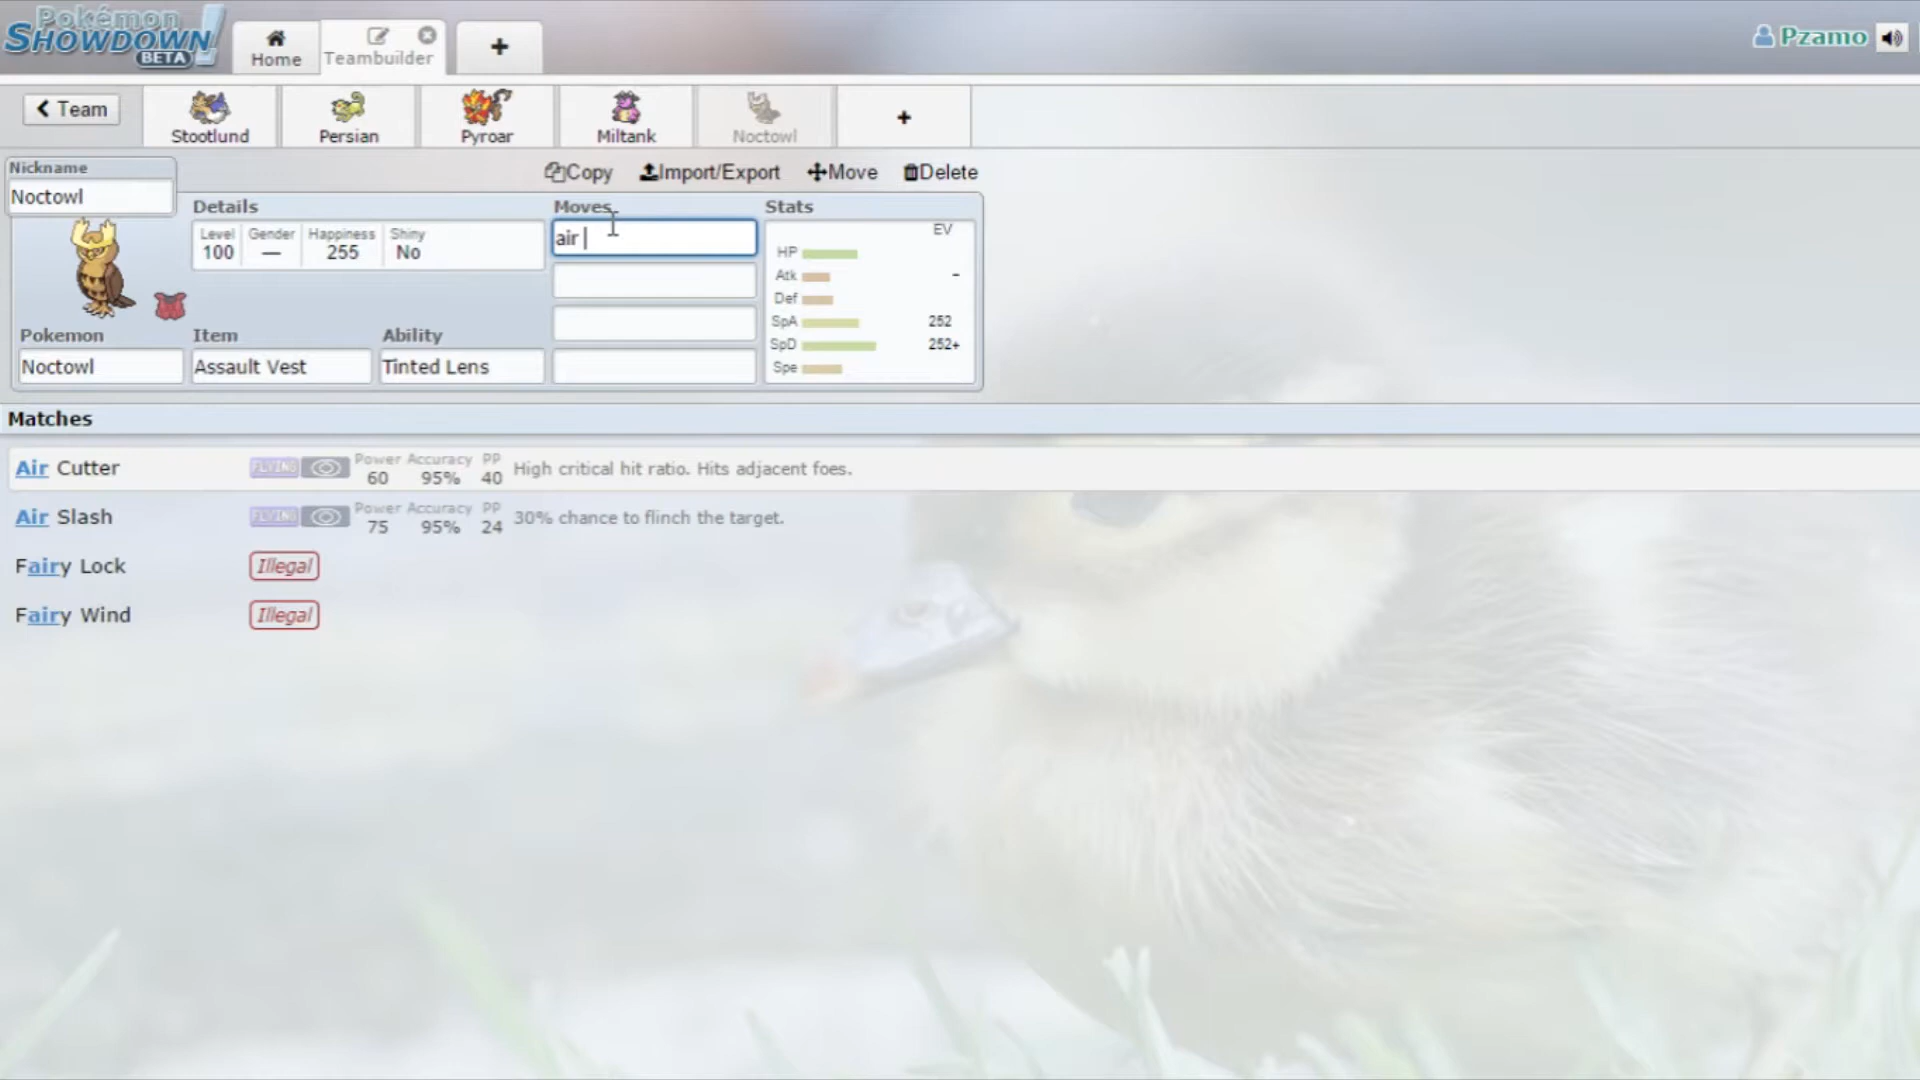 Pokémon
SHOWDOWN!
BETA
Home
Teambuilder
+
Pzamo
Team
Stootlund
Persian
Pyroar
Miltank
Noctowl
+
Nickname
Noctowl
Copy
Import/Export
Move
Delete
Details
Level Gender Happiness Shiny
100 — 255 No
Moves
air
Stats
EV
HP
Atk -
Def
SpA 252
SpD 252+
Spe
Pokemon Item Ability
Noctowl Assault Vest Tinted Lens
Matches
Air Cutter FLYING Power 60 Accuracy 95% PP 40 High critical hit ratio. Hits adjacent foes.
Air Slash FLYING Power 75 Accuracy 95% PP 24 30% chance to flinch the target.
Fairy Lock Illegal
Fairy Wind Illegal